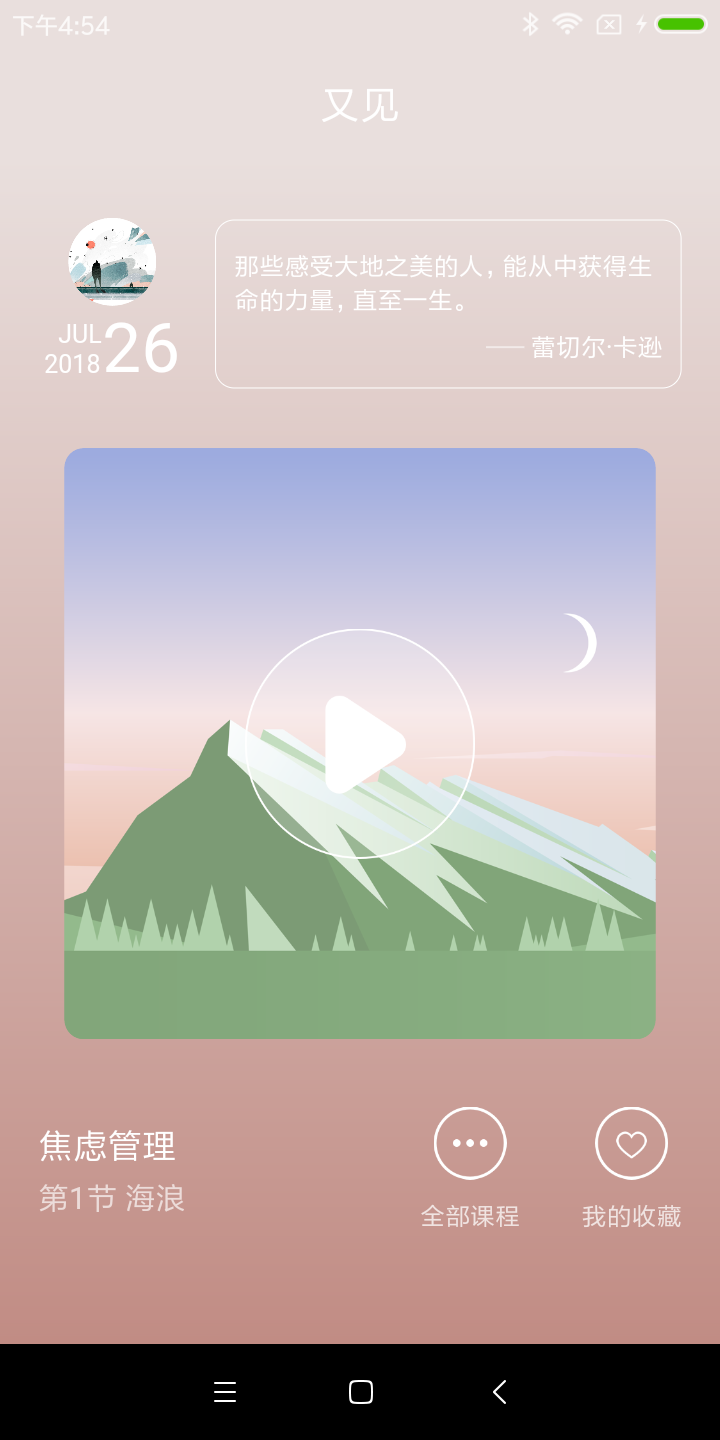 下午4:54
又见
JUL
2018 26
那些感受大地之美的人，能从中获得生
命的力量，直至一生。
—— 蕾切尔·卡逊
焦虑管理
第1节 海浪
全部课程
我的收藏